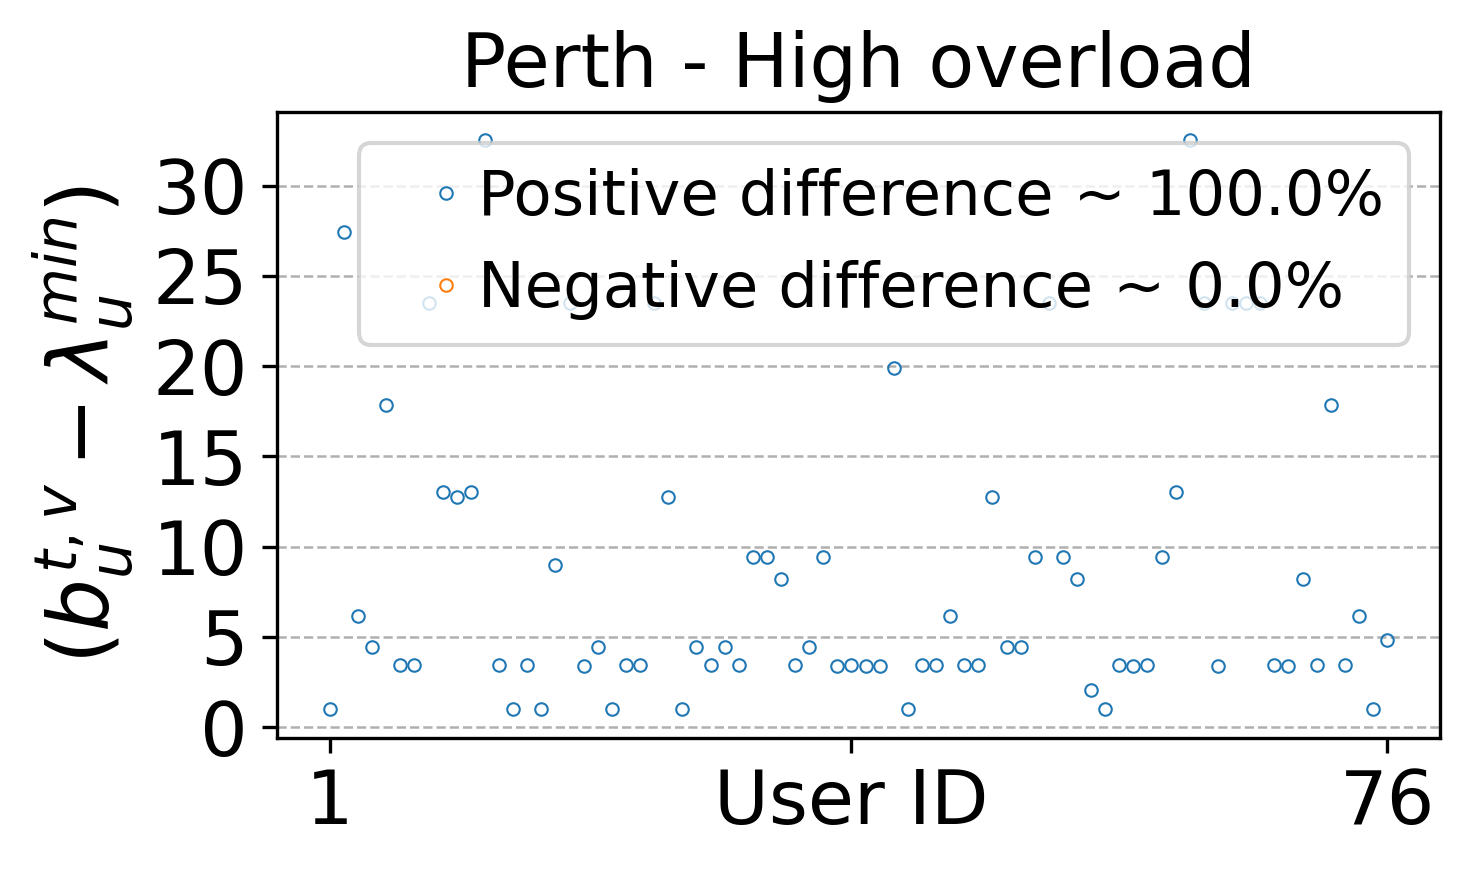 Perth - High overload
(b_u^{t, v} − λ_u^{min})
30
25
20
15
10
5
0
Positive difference ~ 100.0%
Negative difference ~ 0.0%
1
User ID
76